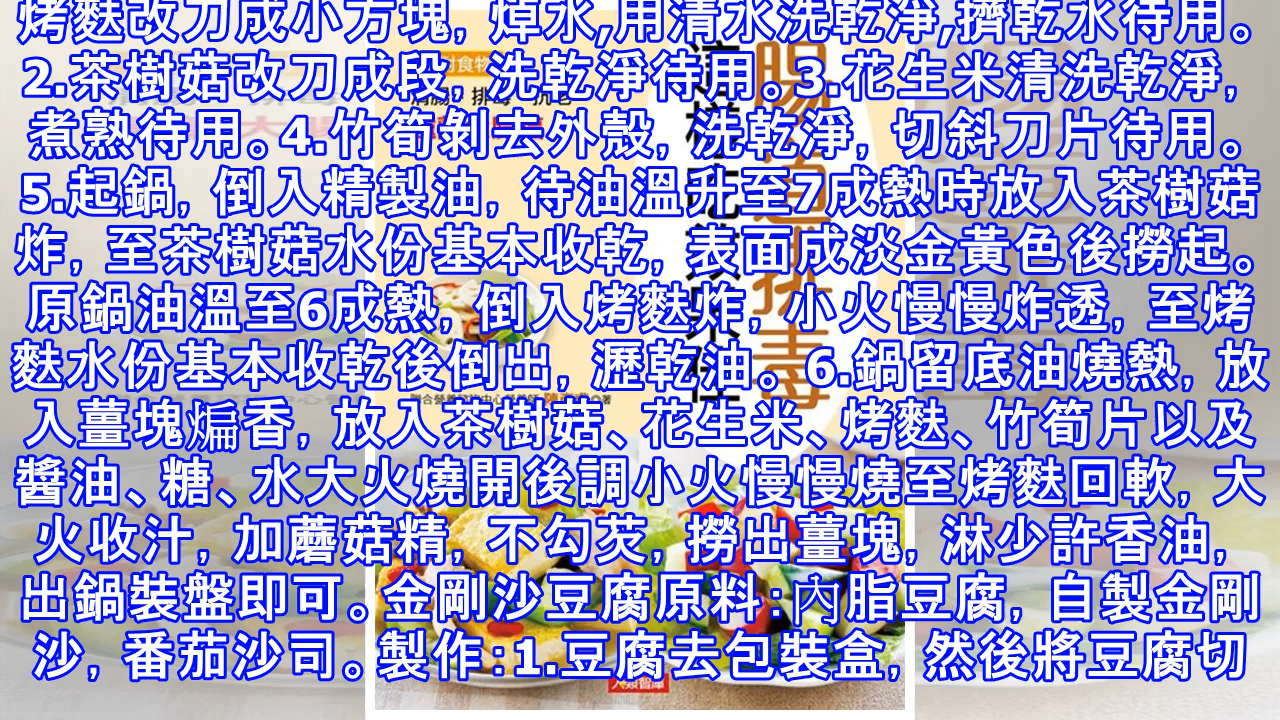 烤麩改刀成小方塊, 焯水,用清水洗乾淨,擠乾水待用。
2.茶樹菇改刀成段, 洗乾淨待用。3.花生米清洗乾淨,
煮熟待用。4.竹筍剝去外殼, 洗乾淨, 切斜刀片待用。
5.起鍋, 倒入精製油, 待油溫升至7成熱時放入茶樹菇
炸, 至茶樹菇水份基本收乾, 表面成淡金黃色後撈起。
原鍋油溫至6成熱, 倒入烤麩炸, 小火慢慢炸透, 至烤
麩水份基本收乾後倒出, 瀝乾油。6.鍋留底油燒熱, 放
入薑塊煸香, 放入茶樹菇、花生米、烤麩、竹筍片以及
醬油、糖、水大火燒開後調小火慢慢燒至烤麩回軟, 大
火收汁, 加蘑菇精, 不勾芡, 撈出薑塊, 淋少許香油,
出鍋裝盤即可。金剛沙豆腐原料:內脂豆腐, 自製金剛
沙, 番茄沙司。製作:1.豆腐去包裝盒, 然後將豆腐切
腸道排毒
人類智庫